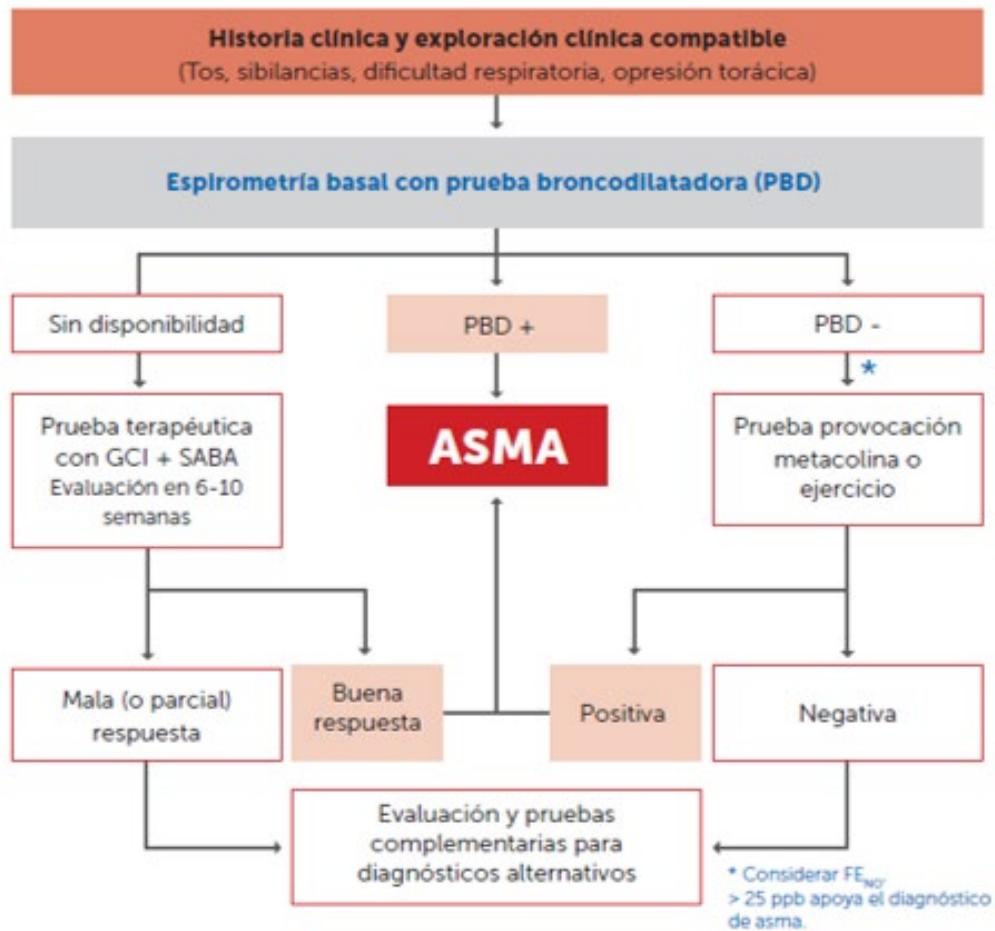 Historia clínica y exploración clínica compatible
(Tos, sibilancias, dificultad respiratoria, opresión torácica)
Espirometría basal con prueba broncodilatadora (PBD)
Sin disponibilidad
PBD +
PBD -
*
Prueba terapéutica
con GCI + SABA
Evaluación en 6-10
semanas
ASMA
Prueba provocación
metacolina o
ejercicio
Mala (o parcial)
respuesta
Buena
respuesta
Positiva
Negativa
Evaluación y pruebas
complementarias para
diagnósticos alternativos
* Considerar FE_NO,
> 25 ppb apoya el diagnóstico
de asma.